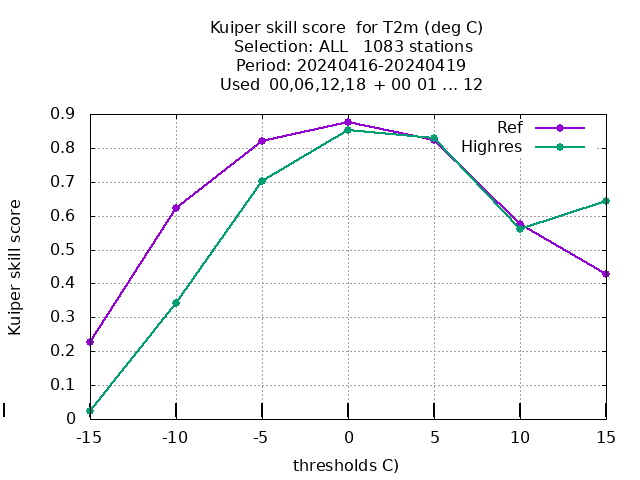 Kuiper skill score  for T2m (deg C)
Selection: ALL   1083 stations
Period: 20240416-20240419
Used  00,06,12,18  + 00 01 ... 12
0.9
0.8
0.7
0.6
0.5
0.4
0.3
0.2
0.1
0
Kuiper skill score
Ref
Highres
-15
-10
-5
0
5
10
15
thresholds C)